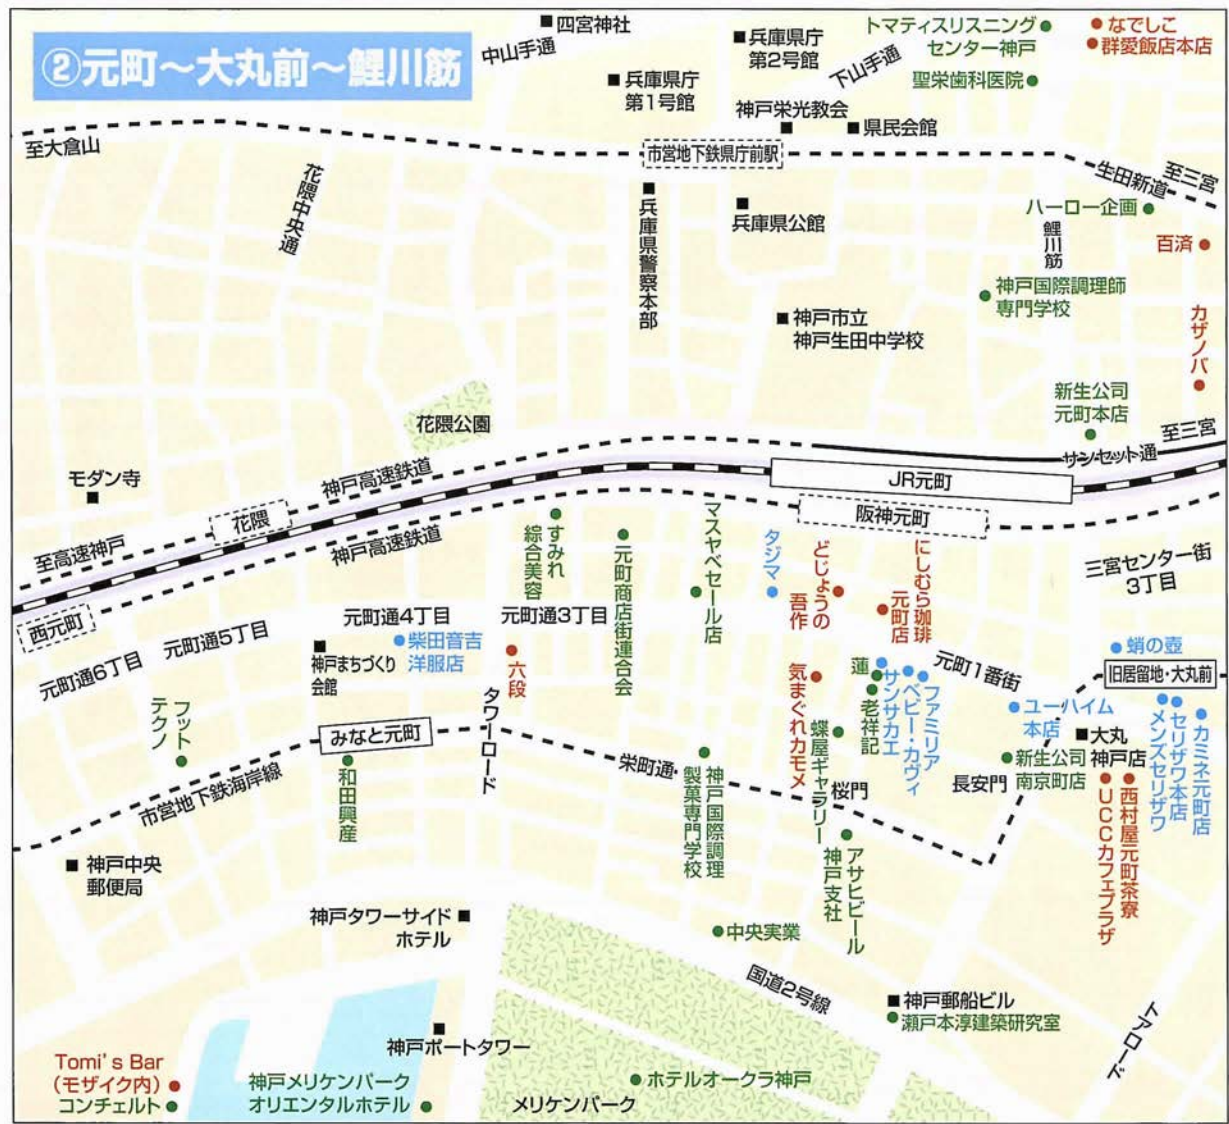 ②元町～大丸前～鯉川筋
四宮神社
中山手通
兵庫県庁
第1号館
兵庫県庁
第2号館
下山手通
トマティスリスニング
センター神戸
聖栄歯科医院
なでしこ
群愛飯店本店
神戸栄光教会
県民会館
至大倉山
市営地下鉄県庁前駅
生田新道
至三宮
花隈中央通
兵庫県警察本部
兵庫県公館
ハーロー企画
鯉川筋
百済
神戸国際調理師
専門学校
神戸市立
神戸生田中学校
カザノバ
新生公司
元町本店
至三宮
サンセット通
花隈公園
モダン寺
神戸高速鉄道
花隈
至高速神戸
神戸高速鉄道
JR元町
阪神元町
西元町
すみれ
綜合美容
元町商店街連合会
マスヤベセール店
タジマ
どじょうの
吾作
にしむら珈琲
元町店
三宮センター街
3丁目
元町通6丁目
元町通5丁目
元町通4丁目
元町通3丁目
神戸まちづくり
会館
柴田音吉
洋服店
六段
気まぐれカモメ
蓮
老祥記
サンサカエ
ベビー・カヴィ
ファミリア
元町1番街
蛸の壺
旧居留地・大丸前
ユーハイム
本店
大丸
神戸店
メンズセリザワ
セリザワ本店
カミネ元町店
フット
テクノ
みなと元町
タワーロード
市営地下鉄海岸線
和田興産
栄町通
神戸国際調理
製菓専門学校
蝶屋ギャラリー
桜門
長安門
新生公司
南京町店
UCCカフェプラザ
西村屋元町茶寮
神戸中央
郵便局
アサヒビール
神戸支社
神戸タワーサイド
ホテル
中央実業
国道2号線
神戸郵船ビル
瀬戸本淳建築研究室
トアロード
神戸ポートタワー
Tomi's Bar
(モザイク内)
コンチェルト
神戸メリケンパーク
オリエンタルホテル
ホテルオークラ神戸
メリケンパーク